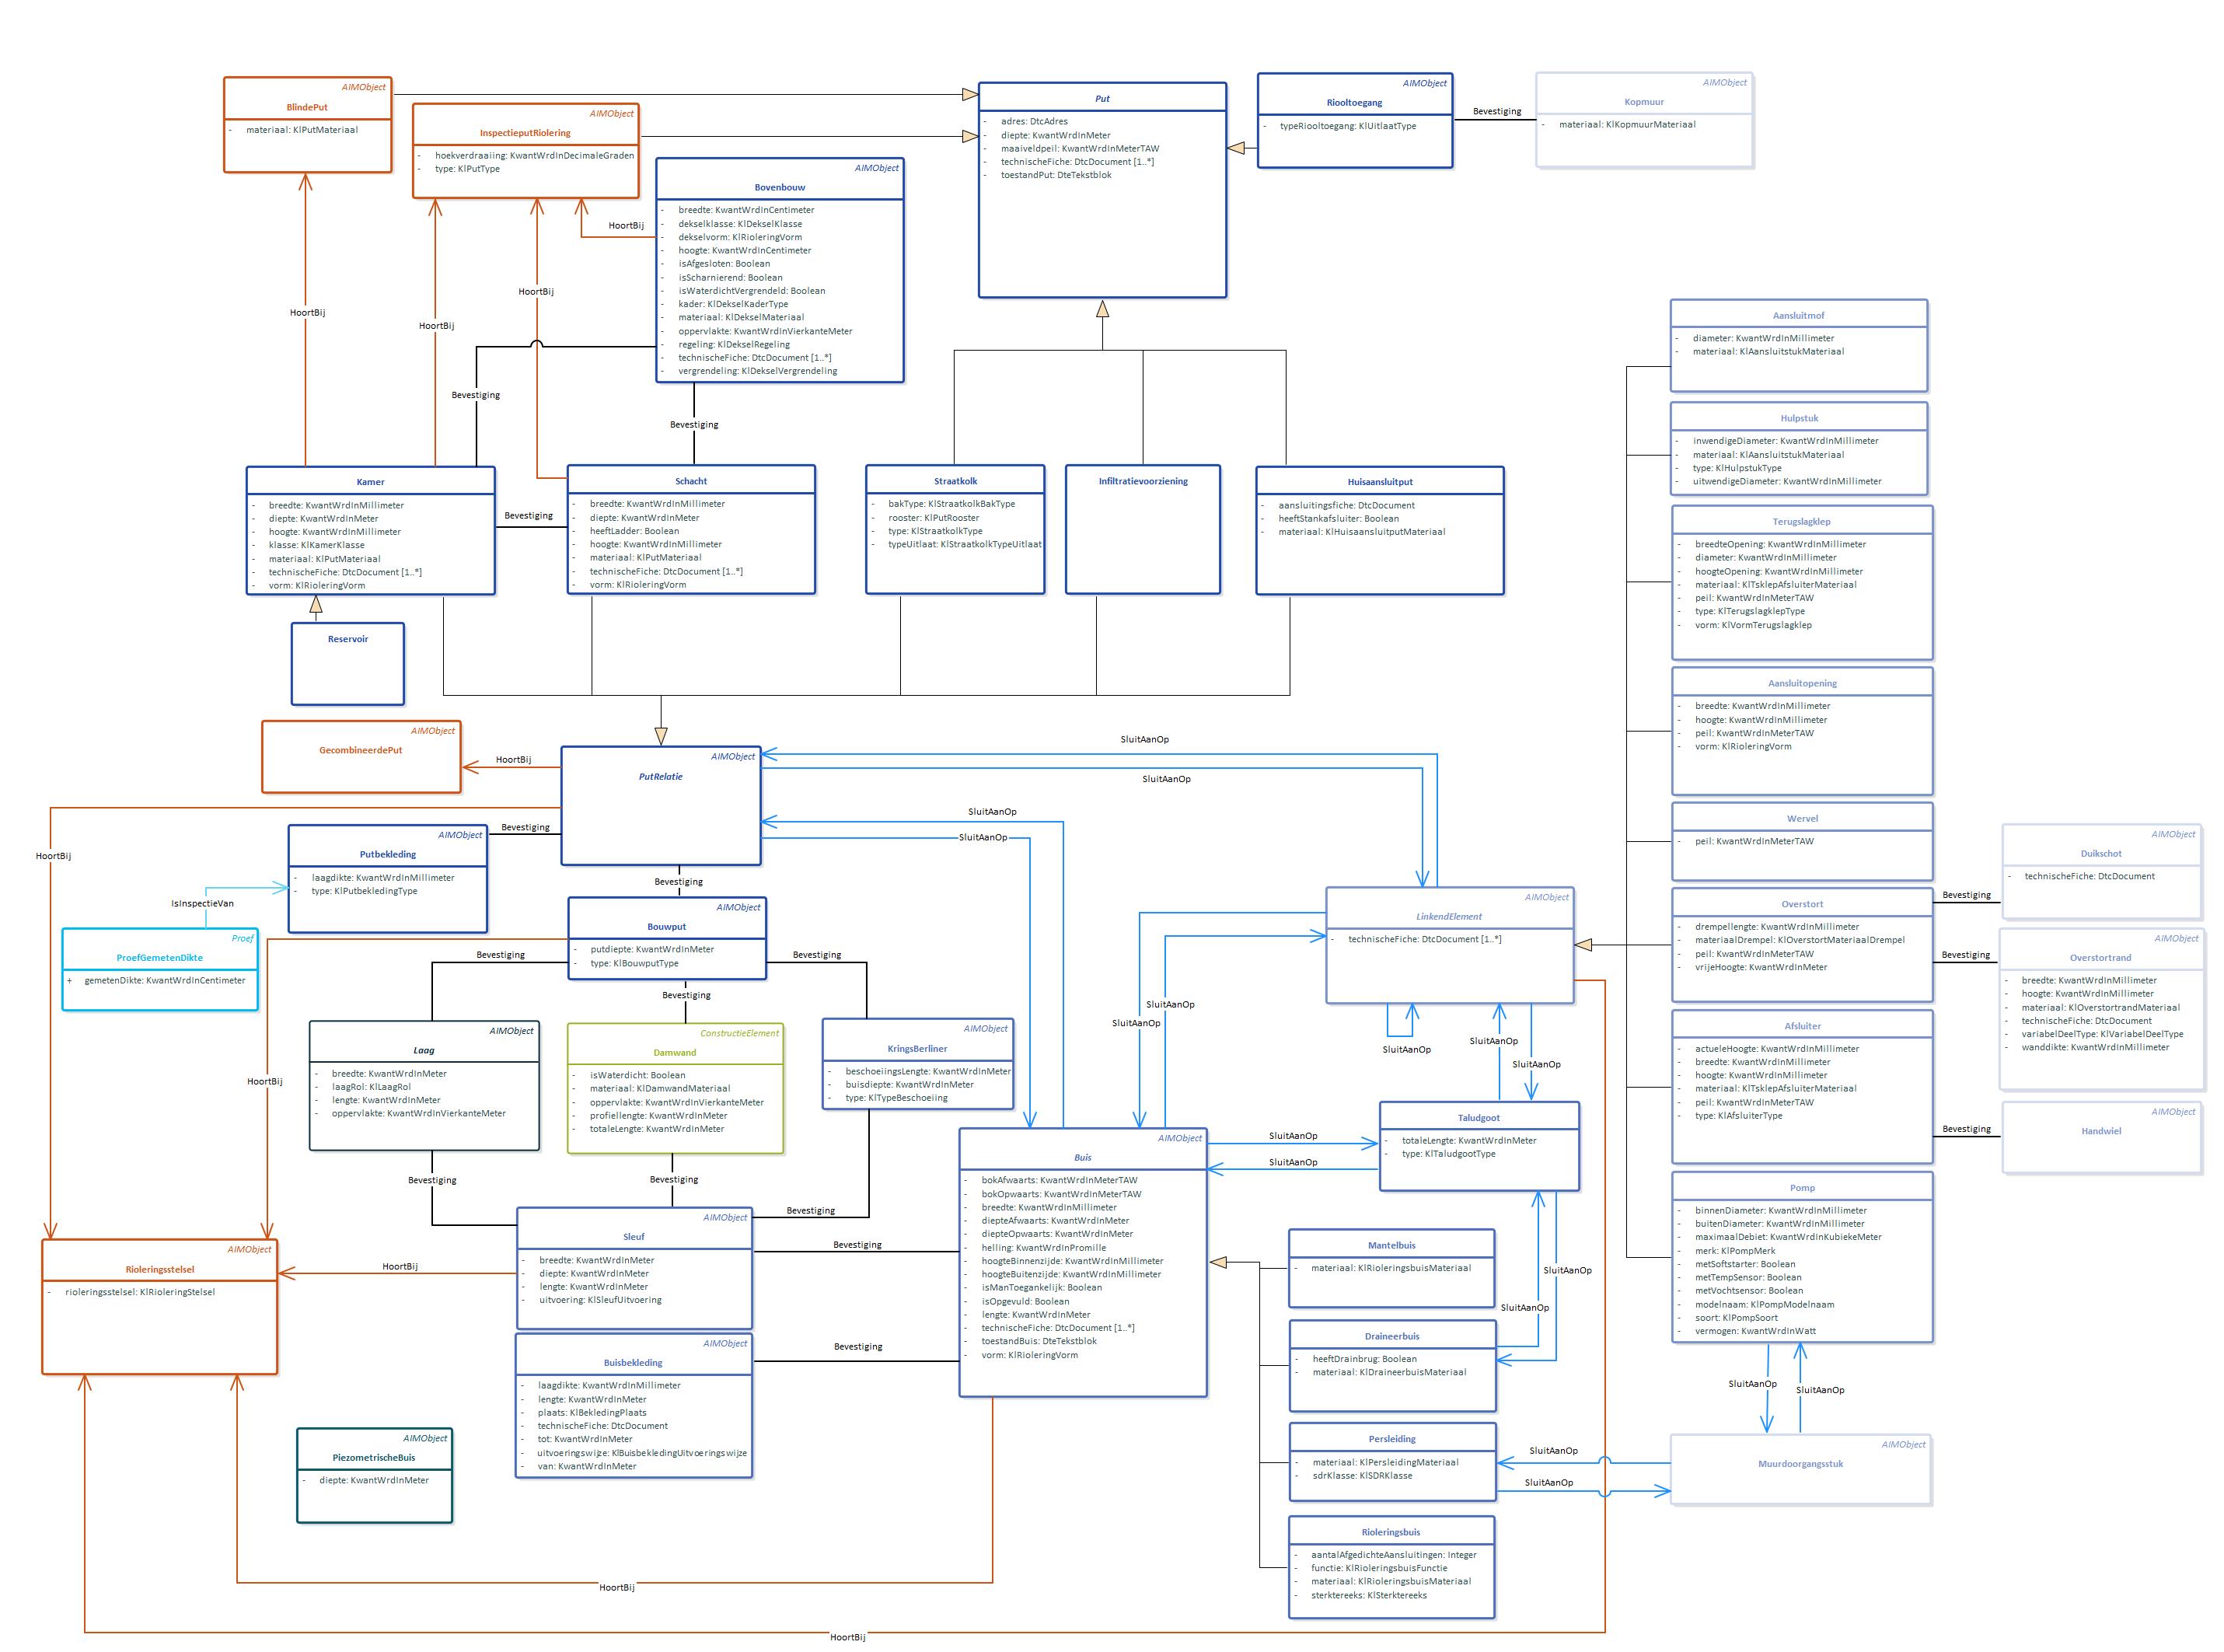 AIMObject
BlindePut
- materiaal: KlPutMateriaal
AIMObject
InspectieputRiolering
- hoekverdraaiing: KwantWrdInDecimaleGraden
- type: KlPutType
AIMObject
Bovenbouw
- breedte: KwantWrdInCentimeter
- dekselklasse: KlDekselKlasse
- dekselvorm: KlRioleringVorm
- hoogte: KwantWrdInCentimeter
- isAfgesloten: Boolean
- isScharnierend: Boolean
- isWaterdichtVergrendeld: Boolean
- kader: KlDekselKaderType
- materiaal: KlDekselMateriaal
- oppervlakte: KwantWrdInVierkanteMeter
- regeling: KlDekselRegeling
- technischeFiche: DtcDocument [1..*]
- vergrendeling: KlDekselVergrendeling
Put
- adres: DtcAdres
- diepte: KwantWrdInMeter
- maaiveldpeil: KwantWrdInMeterTAW
- technischeFiche: DtcDocument [1..*]
- toestandPut: DteTekstblok
AIMObject
Riooltoegang
- typeRiooltoegang: KlUitlaatType
Bevestiging
AIMObject
Kopmuur
- materiaal: KlKopmuurMateriaal
HoortBij
HoortBij
HoortBij
HoortBij
Bevestiging
Bevestiging
Kamer
- breedte: KwantWrdInMillimeter
- diepte: KwantWrdInMeter
- hoogte: KwantWrdInMillimeter
- klasse: KlKamerKlasse
- materiaal: KlPutMateriaal
- technischeFiche: DtcDocument [1..*]
- vorm: KlRioleringVorm
Bevestiging
Schacht
- breedte: KwantWrdInMillimeter
- diepte: KwantWrdInMeter
- heeftLadder: Boolean
- hoogte: KwantWrdInMillimeter
- materiaal: KlPutMateriaal
- technischeFiche: DtcDocument [1..*]
- vorm: KlRioleringVorm
Straatkolk
- bakType: KlStraatkolkBakType
- rooster: KlPutRooster
- type: KlStraatkolkType
- typeUitlaat: KlStraatkolkTypeUitlaat
Infiltratievoorziening
Huisaansluitput
- aansluitingsfiche: DtcDocument
- heeftStankafsluiter: Boolean
- materiaal: KlHuisaansluitputMateriaal
Reservoir
Aansluitmof
- diameter: KwantWrdInMillimeter
- materiaal: KlAansluitstukMateriaal
Hulpstuk
- inwendigeDiameter: KwantWrdInMillimeter
- materiaal: KlAansluitstukMateriaal
- type: KlHulpstukType
- uitwendigeDiameter: KwantWrdInMillimeter
Terugslagklep
- breedteOpening: KwantWrdInMillimeter
- diameter: KwantWrdInMillimeter
- hoogteOpening: KwantWrdInMillimeter
- materiaal: KlTsklepAfsluiterMateriaal
- peil: KwantWrdInMeterTAW
- type: KlTerugslagklepType
- vorm: KlVormTerugslagklep
Aansluitopening
- breedte: KwantWrdInMillimeter
- hoogte: KwantWrdInMillimeter
- peil: KwantWrdInMeterTAW
- vorm: KlRioleringVorm
Wervel
- peil: KwantWrdInMeterTAW
Overstort
- drempellengte: KwantWrdInMillimeter
- materiaalDrempel: KlOverstortMateriaalDrempel
- peil: KwantWrdInMeterTAW
- vrijeHoogte: KwantWrdInMeter
Afsluiter
- actueleHoogte: KwantWrdInMillimeter
- breedte: KwantWrdInMillimeter
- hoogte: KwantWrdInMillimeter
- materiaal: KlTsklepAfsluiterMateriaal
- peil: KwantWrdInMeterTAW
- type: KlAfsluiterType
Pomp
- binnenDiameter: KwantWrdInMillimeter
- buitenDiameter: KwantWrdInMillimeter
- maximaalDebiet: KwantWrdInKubiekeMeter
- merk: KlPompMerk
- metSoftstarter: Boolean
- metTempSensor: Boolean
- metVochtsensor: Boolean
- modelnaam: KlPompModelnaam
- soort: KlPompSoort
- vermogen: KwantWrdInWatt
Bevestiging
AIMObject
Duikschot
- technischeFiche: DtcDocument
Bevestiging
AIMObject
Overstortrand
- breedte: KwantWrdInMillimeter
- hoogte: KwantWrdInMillimeter
- materiaal: KlOverstortrandMateriaal
- technischeFiche: DtcDocument
- variabelDeelType: KlVariabelDeelType
- wanddikte: KwantWrdInMillimeter
Bevestiging
AIMObject
Handwiel
AIMObject
GecombineerdePut
HoortBij
AIMObject
PutRelatie
SluitAanOp
SluitAanOp
SluitAanOp
SluitAanOp
HoortBij
AIMObject
Putbekleding
- laagdikte: KwantWrdInMillimeter
- type: KlPutbekledingType
Bevestiging
IsInspectieVan
Proef
ProefGemetenDikte
+ gemetenDikte: KwantWrdInCentimeter
Bevestiging
AIMObject
Bouwput
- putdiepte: KwantWrdInMeter
- type: KlBouwputType
Bevestiging
Bevestiging
Bevestiging
HoortBij
AIMObject
Laag
- breedte: KwantWrdInMeter
- laagRol: KlLaagRol
- lengte: KwantWrdInMeter
- oppervlakte: KwantWrdInVierkanteMeter
ConstructieElement
Damwand
- isWaterdicht: Boolean
- materiaal: KlDamwandMateriaal
- oppervlakte: KwantWrdInVierkanteMeter
- profiellengte: KwantWrdInMeter
- totaleLengte: KwantWrdInMeter
AIMObject
KringsBerliner
- beschoeiingsLengte: KwantWrdInMeter
- buisdiepte: KwantWrdInMeter
- type: KlTypeBeschoeiing
AIMObject
LinkendElement
- technischeFiche: DtcDocument [1..*]
SluitAanOp
SluitAanOp
SluitAanOp
SluitAanOp
SluitAanOp
Taludgoot
- totaleLengte: KwantWrdInMeter
- type: KlTaludgootType
SluitAanOp
SluitAanOp
Bevestiging
Bevestiging
Bevestiging
AIMObject
Sleuf
- breedte: KwantWrdInMeter
- diepte: KwantWrdInMeter
- lengte: KwantWrdInMeter
- uitvoering: KlSleufUitvoering
Bevestiging
HoortBij
AIMObject
Rioleringsstelsel
- rioleringsstelsel: KlRioleringStelsel
AIMObject
Buis
- bokAfwaarts: KwantWrdInMeterTAW
- bokOpwaarts: KwantWrdInMeterTAW
- breedte: KwantWrdInMillimeter
- diepteAfwaarts: KwantWrdInMeter
- diepteOpwaarts: KwantWrdInMeter
- helling: KwantWrdInPromille
- hoogteBinnenzijde: KwantWrdInMillimeter
- hoogteBuitenzijde: KwantWrdInMillimeter
- isManToegankelijk: Boolean
- isOpgevuld: Boolean
- lengte: KwantWrdInMeter
- technischeFiche: DtcDocument [1..*]
- toestandBuis: DteTekstblok
- vorm: KlRioleringVorm
Mantelbuis
- materiaal: KlRioleringsbuisMateriaal
SluitAanOp
SluitAanOp
Draineerbuis
- heeftDrainbrug: Boolean
- materiaal: KlDraineerbuisMateriaal
Bevestiging
AIMObject
Buisbekleding
- laagdikte: KwantWrdInMillimeter
- lengte: KwantWrdInMeter
- plaats: KlBekledingPlaats
- technischeFiche: DtcDocument
- tot: KwantWrdInMeter
- uitvoeringswijze: KlBuisbekledingUitvoeringswijze
- van: KwantWrdInMeter
SluitAanOp
SluitAanOp
Persleiding
- materiaal: KlPersleidingMateriaal
- sdrKlasse: KlSDRKlasse
SluitAanOp
SluitAanOp
AIMObject
Muurdoorgangsstuk
AIMObject
PiezometrischeBuis
- diepte: KwantWrdInMeter
Rioleringsbuis
- aantalAfgedichteAansluitingen: Integer
- functie: KlRioleringsbuisFunctie
- materiaal: KlRioleringsbuisMateriaal
- sterktereeks: KlSterktereeks
HoortBij
HoortBij